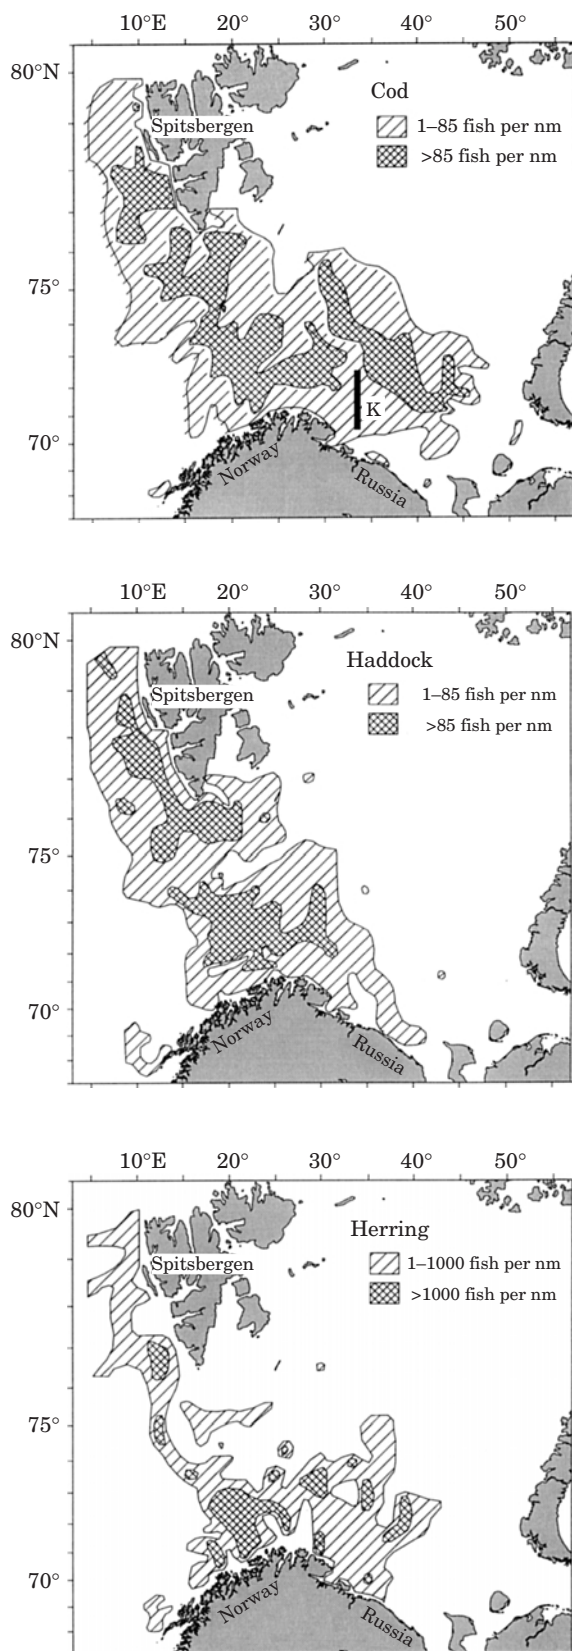 10°E 20° 30° 40° 50°
80°N
Cod
Spitsbergen
1–85 fish per nm
>85 fish per nm
75°
K
70°
Norway
Russia
10°E 20° 30° 40° 50°
80°N
Haddock
Spitsbergen
1–85 fish per nm
>85 fish per nm
75°
70°
Norway
Russia
10°E 20° 30° 40° 50°
80°N
Herring
Spitsbergen
1–1000 fish per nm
>1000 fish per nm
75°
70°
Norway
Russia